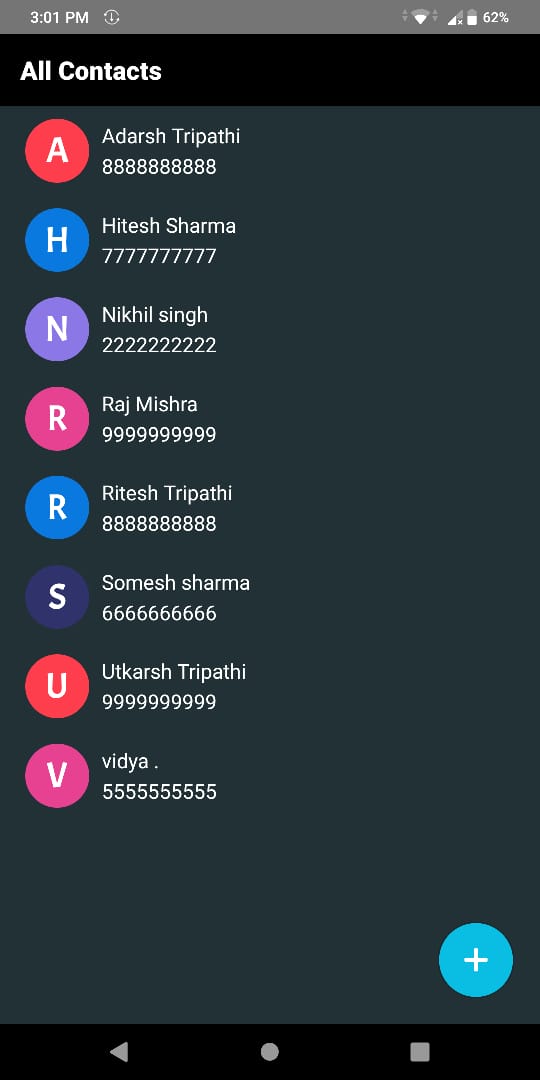 3:01 PM
62%
All Contacts
A
Adarsh Tripathi
8888888888
H
Hitesh Sharma
7777777777
N
Nikhil singh
2222222222
R
Raj Mishra
9999999999
R
Ritesh Tripathi
8888888888
S
Somesh sharma
6666666666
U
Utkarsh Tripathi
9999999999
V
vidya .
5555555555
+